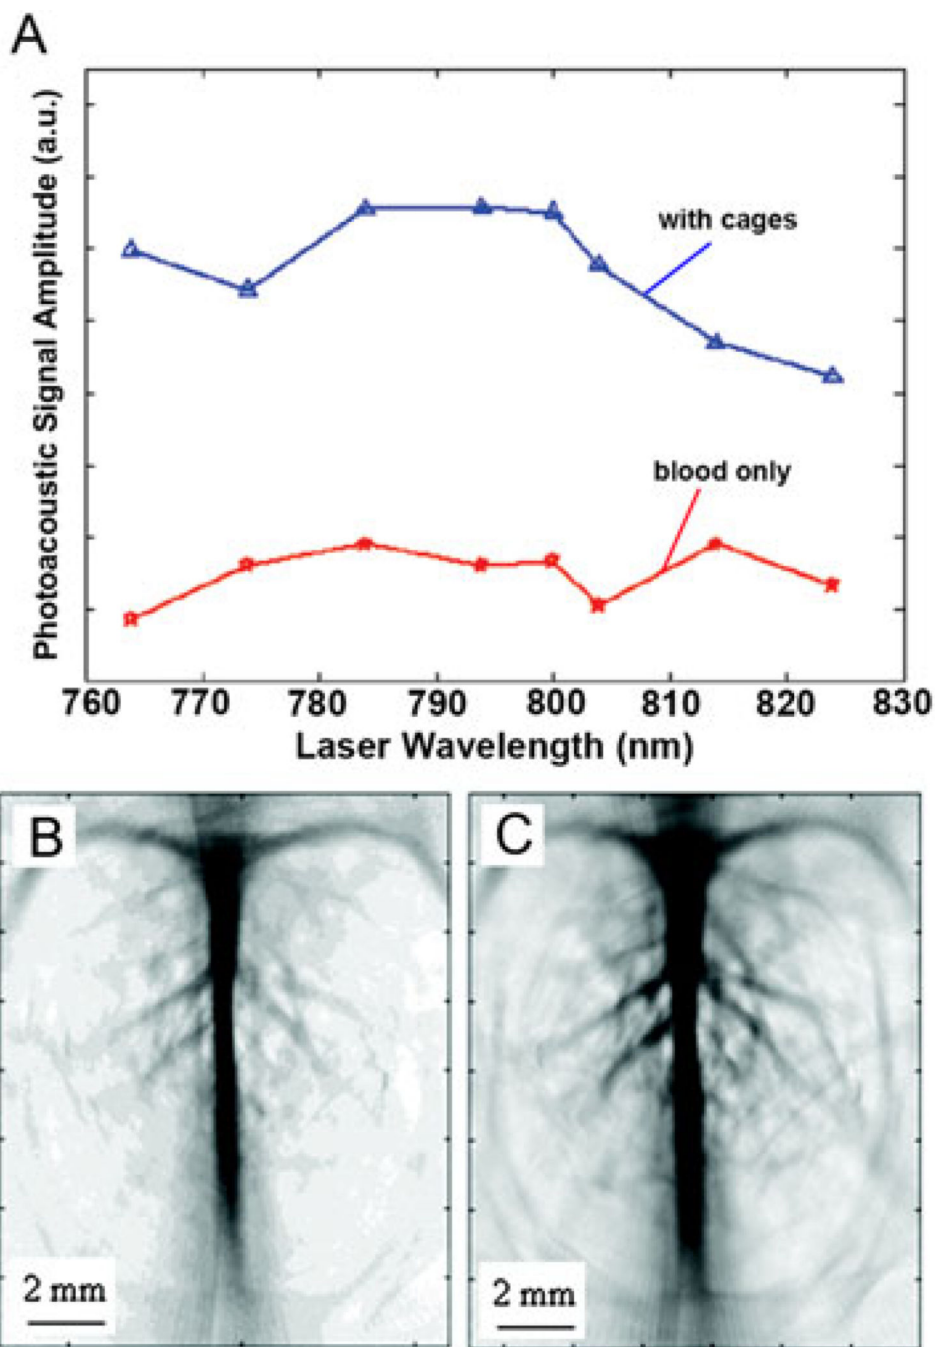 A
Photoacoustic Signal Amplitude (a.u.)
with cages
blood only
760 770 780 790 800 810 820 830
Laser Wavelength (nm)
B
C
2 mm
2 mm